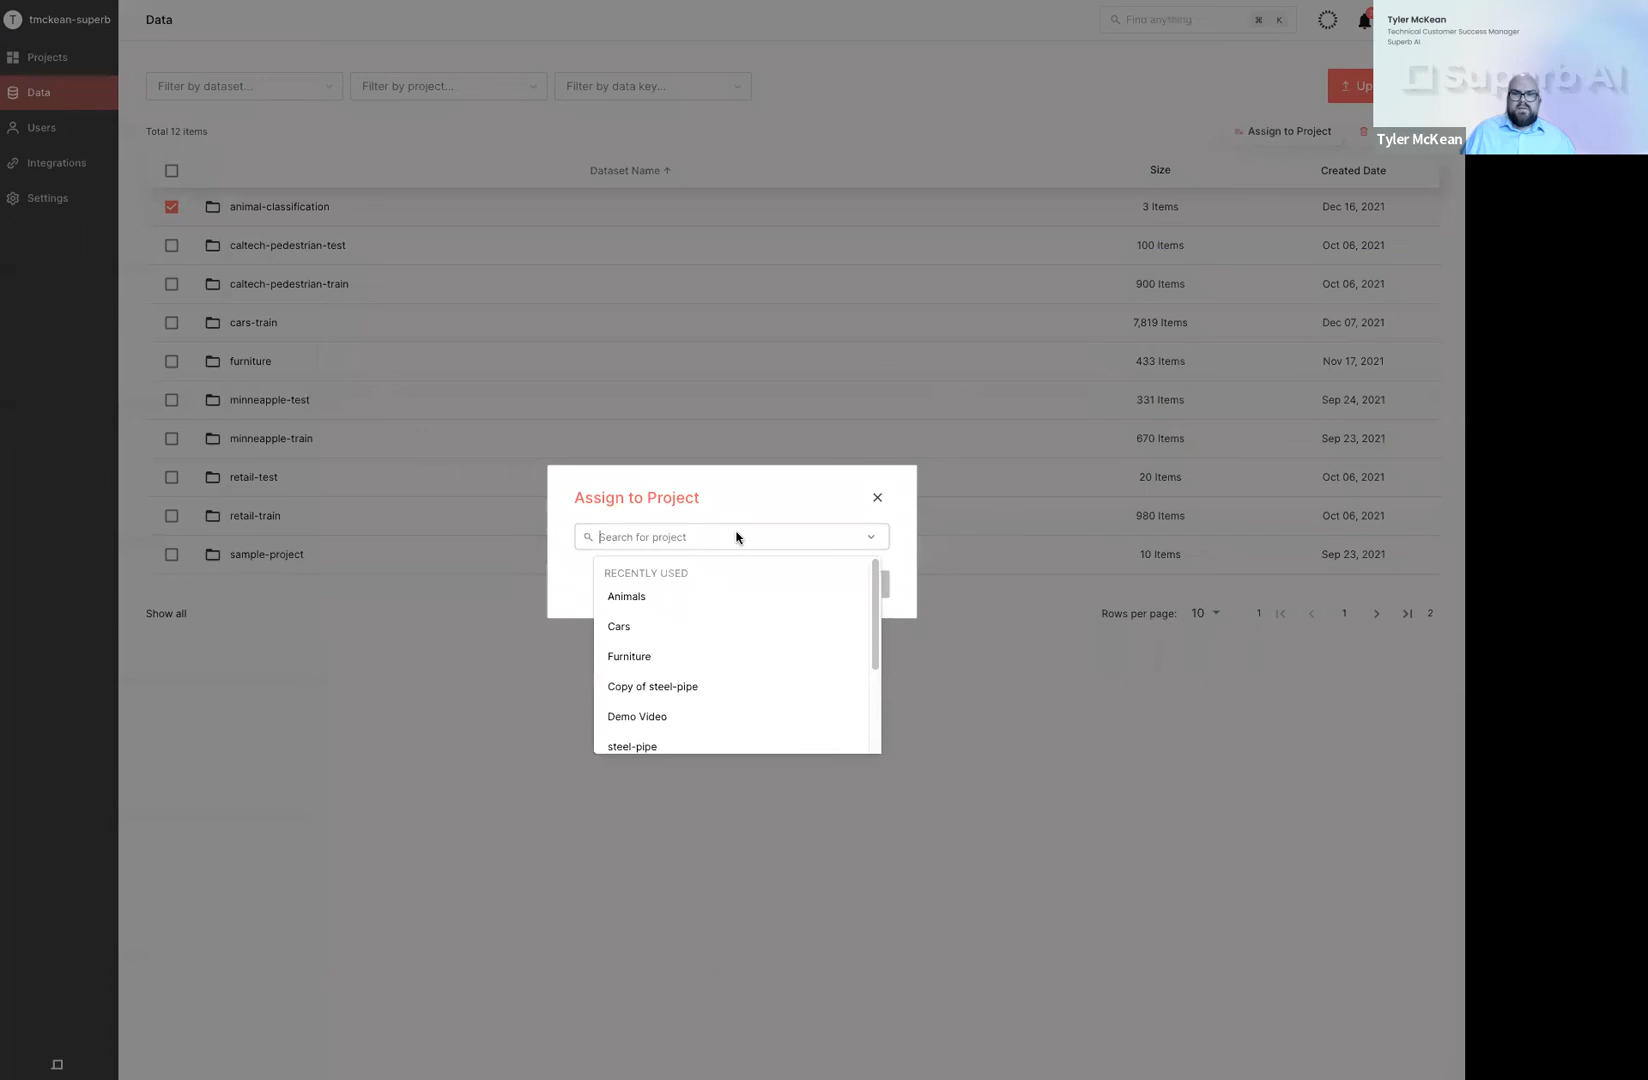 T tmckean-superb
Projects
Data
Users
Integrations
Settings
Data
Find anything ⌘ K
Filter by dataset...
Filter by project...
Filter by data key...
Up
Total 12 items
Assign to Project
Dataset Name ↑ Size Created Date
animal-classification 3 Items Dec 16, 2021
caltech-pedestrian-test 100 Items Oct 06, 2021
caltech-pedestrian-train 900 Items Oct 06, 2021
cars-train 7,819 Items Dec 07, 2021
furniture 433 Items Nov 17, 2021
minneapple-test 331 Items Sep 24, 2021
minneapple-train 670 Items Sep 23, 2021
retail-test 20 Items Oct 06, 2021
retail-train 980 Items Oct 06, 2021
sample-project 10 Items Sep 23, 2021
Show all
Rows per page: 10 1 1 2
Assign to Project
Search for project
RECENTLY USED
Animals
Cars
Furniture
Copy of steel-pipe
Demo Video
steel-pipe
Tyler McKean
Technical Customer Success Manager
Superb AI
Superb AI
Tyler McKean